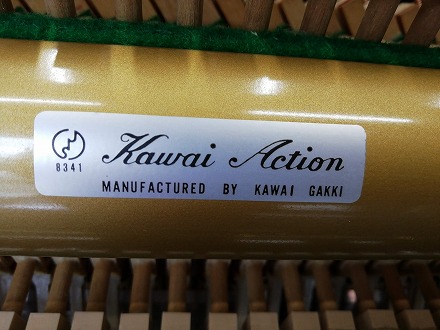 Kawai Action
8341
MANUFACTURED BY KAWAI GAKKI